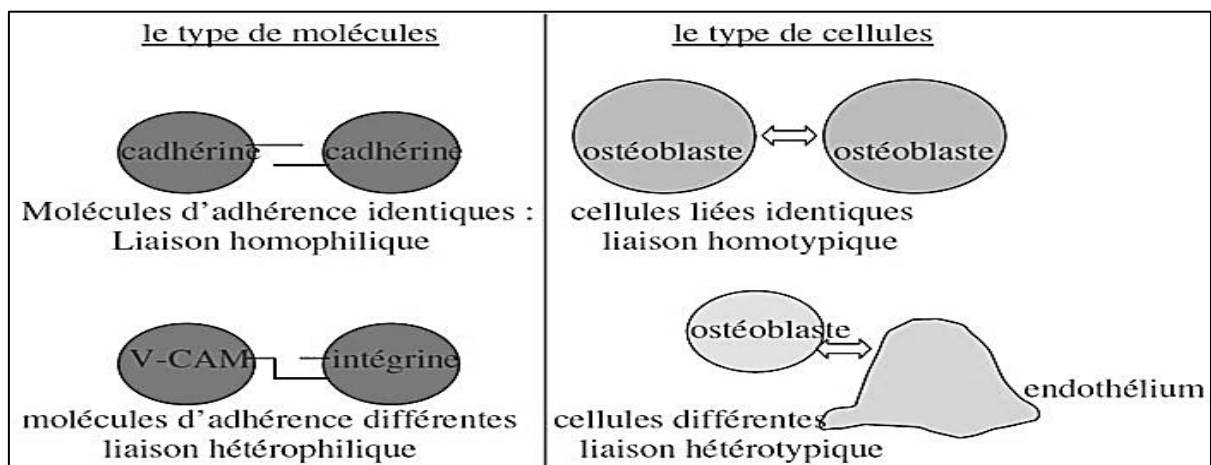 le type de molécules
cadhérine cadhérine
Molécules d'adhérence identiques :
Liaison homophilique
V-CAM intégrine
molécules d'adhérence différentes
liaison hétérophilique
le type de cellules
ostéoblaste ostéoblaste
cellules liées identiques
liaison homotypique
ostéoblaste
endothélium
cellules différentes
liaison hétérotypique